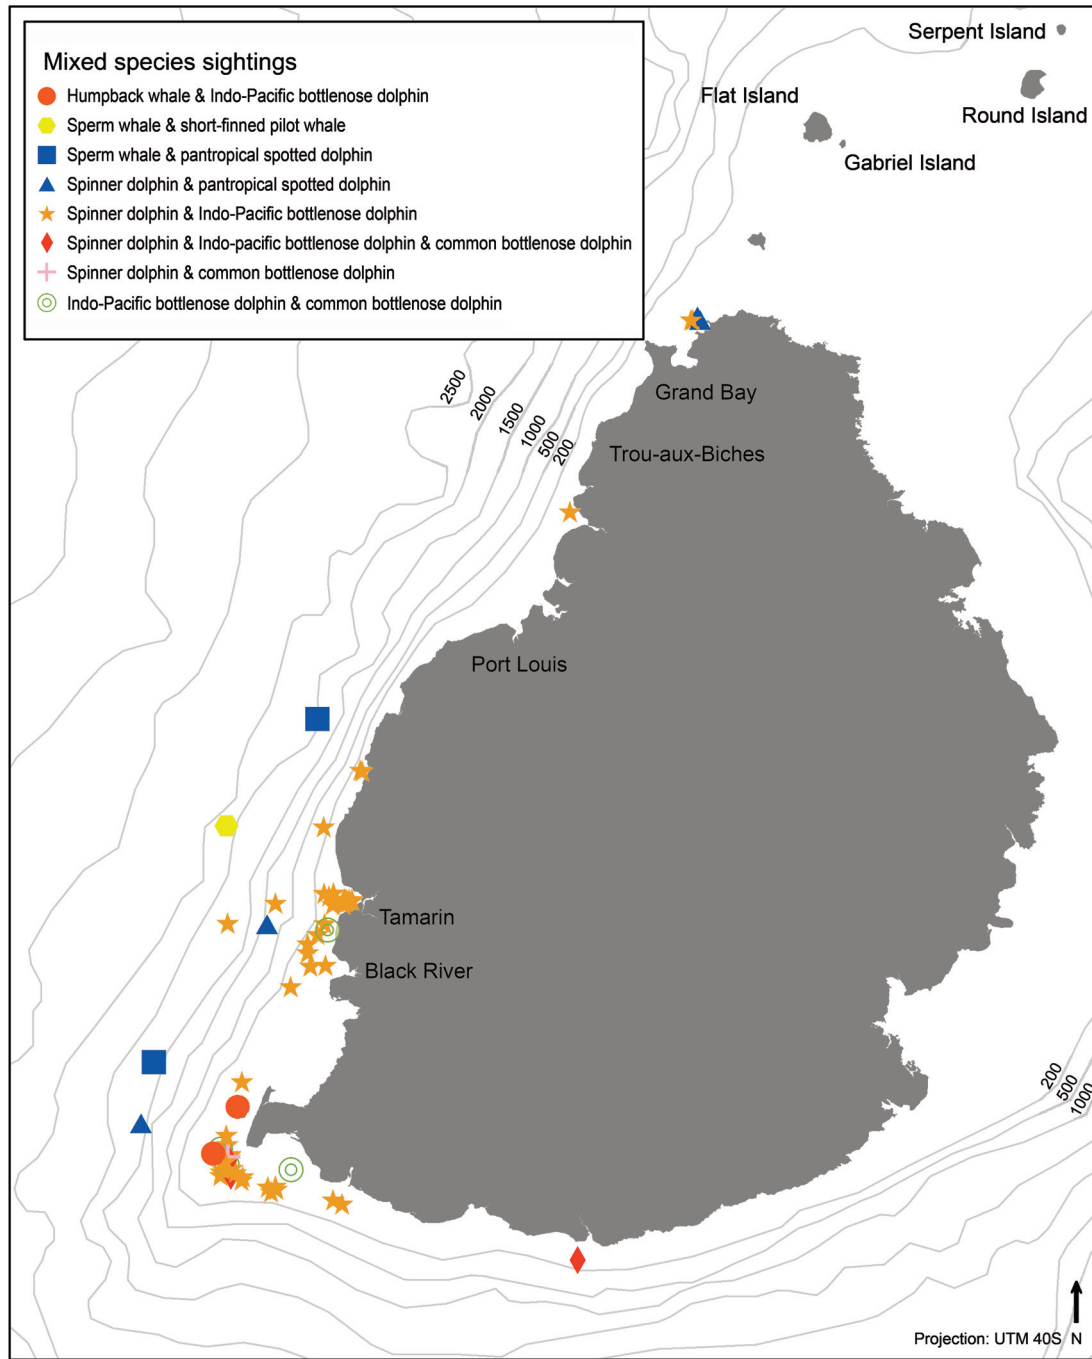 Mixed species sightings
Humpback whale & Indo-Pacific bottlenose dolphin
Sperm whale & short-finned pilot whale
Sperm whale & pantropical spotted dolphin
Spinner dolphin & pantropical spotted dolphin
Spinner dolphin & Indo-Pacific bottlenose dolphin
Spinner dolphin & Indo-pacific bottlenose dolphin & common bottlenose dolphin
Spinner dolphin & common bottlenose dolphin
Indo-Pacific bottlenose dolphin & common bottlenose dolphin
Serpent Island
Flat Island
Round Island
Gabriel Island
2500
2000
1500
1000
500
200
Grand Bay
Trou-aux-Biches
Port Louis
Tamarin
Black River
200
500
1000
Projection: UTM 40S N